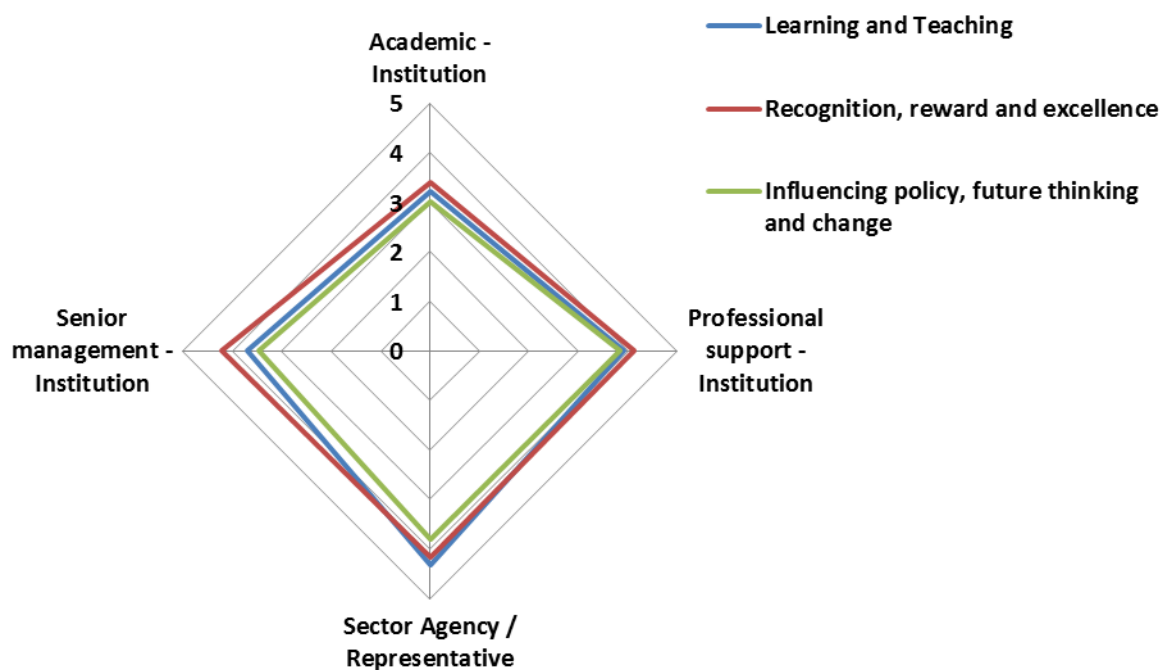 Learning and Teaching
Recognition, reward and excellence
Influencing policy, future thinking
and change
Academic -
Institution
5
4
3
2
1
0
Senior
management -
Institution
Professional
support -
Institution
Sector Agency /
Representative